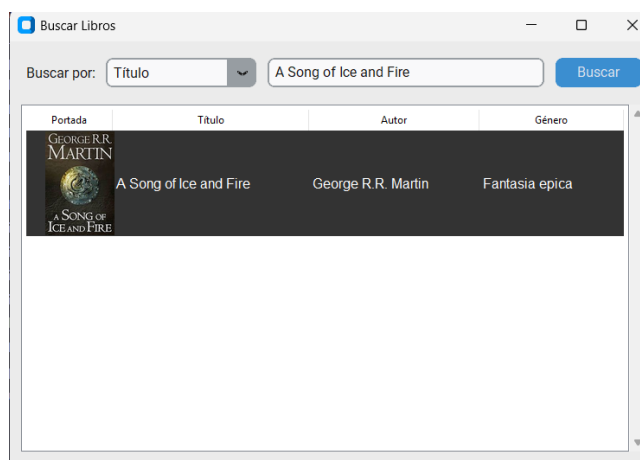 Buscar Libros
Buscar por: Título A Song of Ice and Fire Buscar
Portada Título Autor Género
GEORGE R.R.
MARTIN
A SONG OF
ICE AND FIRE
A Song of Ice and Fire George R.R. Martin Fantasia epica